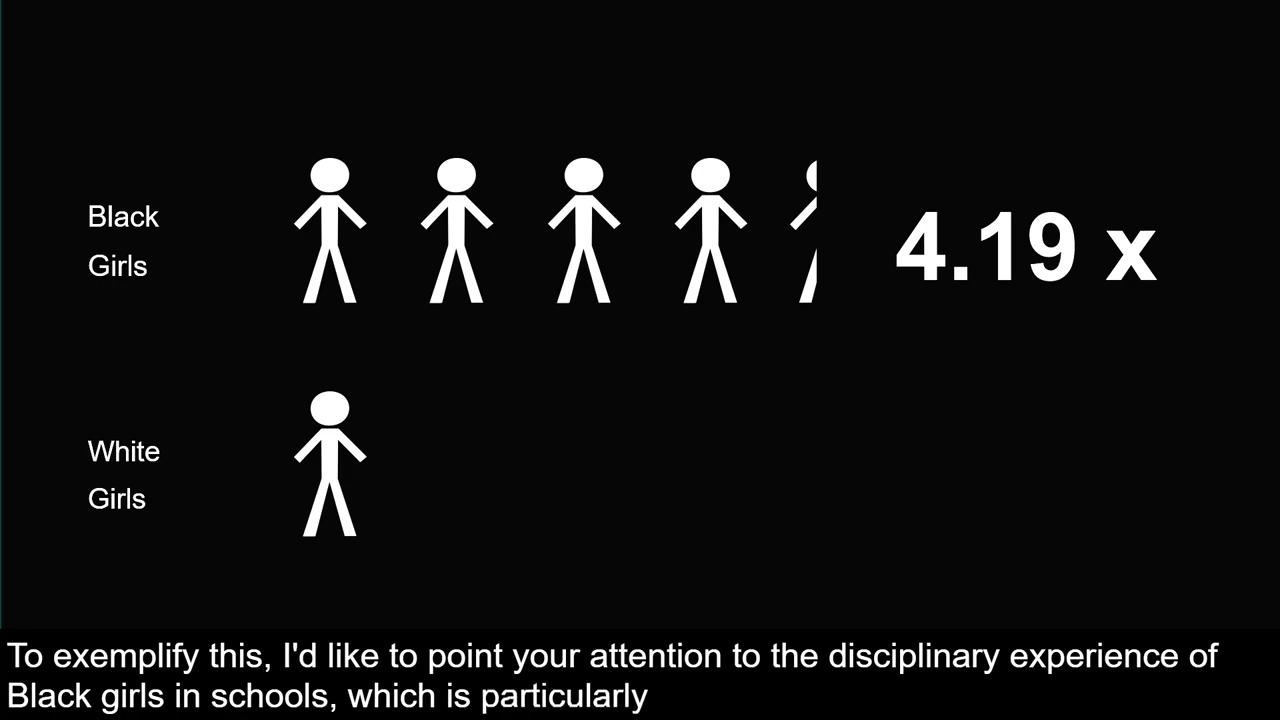 Black
Girls
4.19 x
White
Girls
To exemplify this, I'd like to point your attention to the disciplinary experience of
Black girls in schools, which is particularly